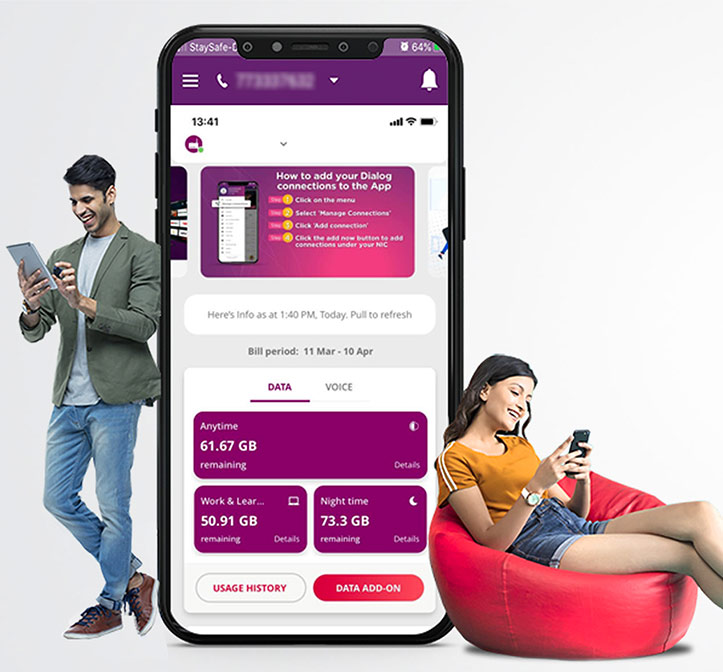 StaySafe-D
64%
13:41
How to add your Dialog
connections to the App
Step 1 Click on the menu
Step 2 Select 'Manage Connections'
Step 3 Click 'Add connection'
Step 4 Click the add now button to add
connections under your NIC
Here's Info as at 1:40 PM, Today. Pull to refresh
Bill period: 11 Mar - 10 Apr
DATA VOICE
Anytime
61.67 GB
remaining Details
Work & Lear... Night time
50.91 GB 73.3 GB
remaining Details remaining Details
USAGE HISTORY DATA ADD-ON